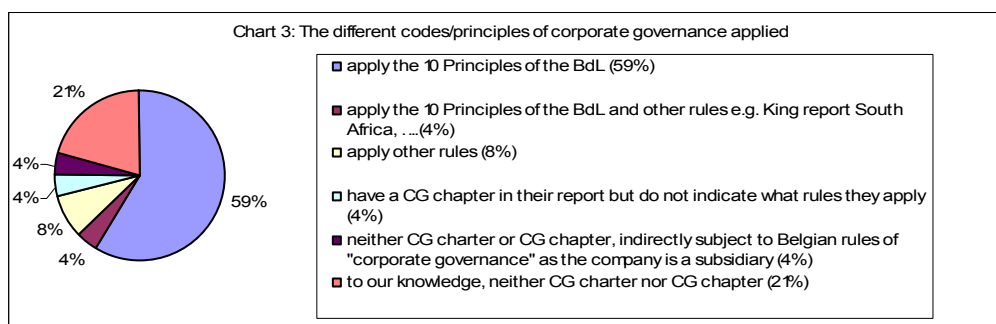 Chart 3: The different codes/principles of corporate governance applied
21%
4%
4%
8%
4%
59%
apply the 10 Principles of the BdL (59%)
apply the 10 Principles of the BdL and other rules e.g. King report South
Africa, ....(4%)
apply other rules (8%)
have a CG chapter in their report but do not indicate what rules they apply
(4%)
neither CG charter or CG chapter, indirectly subject to Belgian rules of
"corporate governance" as the company is a subsidiary (4%)
to our knowledge, neither CG charter nor CG chapter (21%)